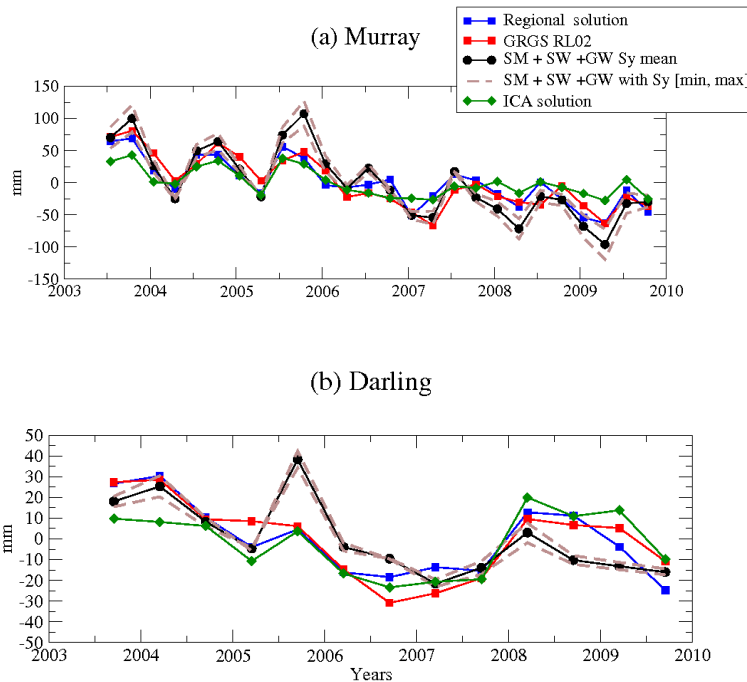 (a) Murray
Regional solution
GRGS RL02
SM + SW +GW Sy mean
SM + SW +GW with Sy [min, max]
ICA solution
150
100
50
0
-50
-100
-150
mm
2003 2004 2005 2006 2007 2008 2009 2010
(b) Darling
50
40
30
20
10
0
-10
-20
-30
-40
-50
mm
2003 2004 2005 2006 2007 2008 2009 2010
Years